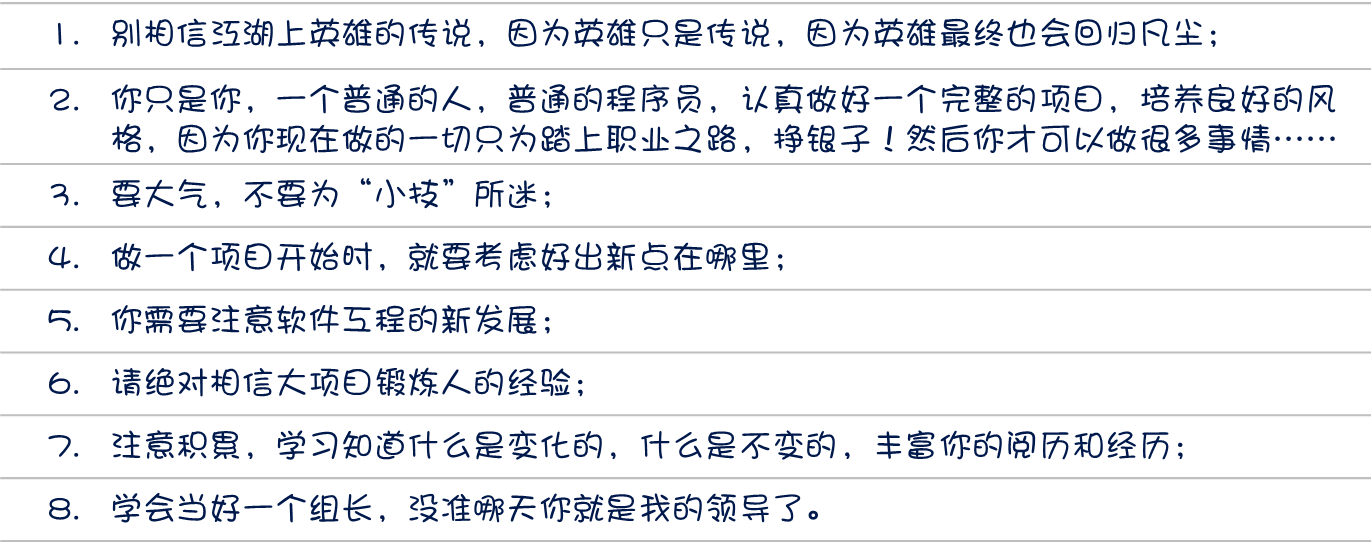 1. 别相信江湖上英雄的传说，因为英雄只是传说，因为英雄最终也会回归凡尘；
2. 你只是你，一个普通的人，普通的程序员，认真做好一个完整的项目，培养良好的风
格，因为你现在做的一切只为踏上职业之路，挣银子！然后你才可以做很多事情……
3. 要大气，不要为“小技”所迷；
4. 做一个项目开始时，就要考虑好出新点在哪里；
5. 你需要注意软件工程的新发展；
6. 请绝对相信大项目锻炼人的经验；
7. 注意积累，学习知道什么是变化的，什么是不变的，丰富你的阅历和经历；
8. 学会当好一个组长，没准哪天你就是我的领导了。